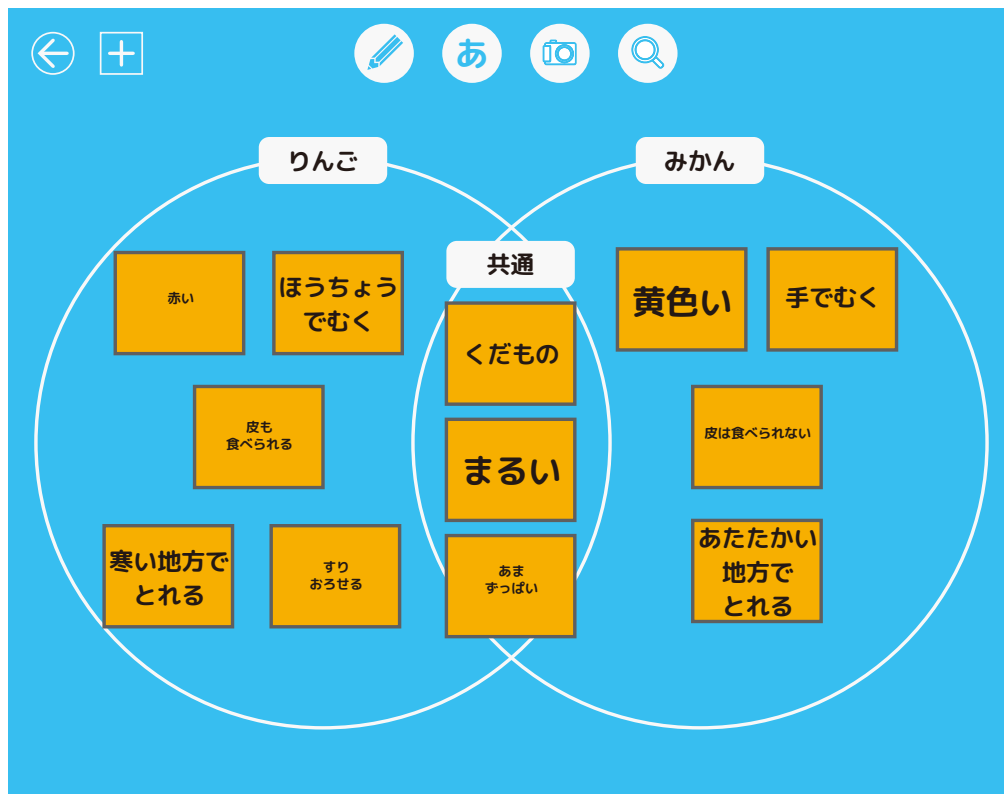 あ
りんご
みかん
共通
赤い
ほうちょう
でむく
皮も
食べられる
寒い地方で
とれる
すり
おろせる
くだもの
まるい
あま
ずっぱい
黄色い
手でむく
皮は食べられない
あたたかい
地方で
とれる